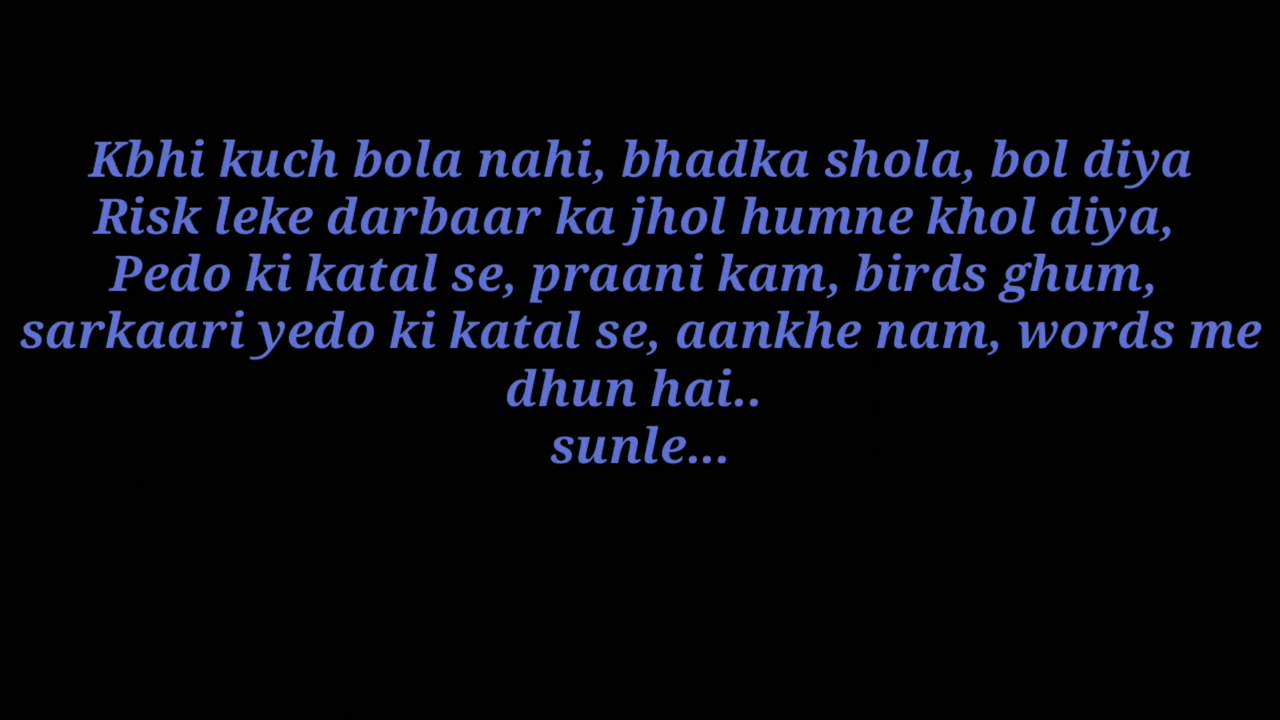 Kbhi kuch bola nahi, bhadka shola, bol diya
Risk leke darbaar ka jhol humne khol diya,
Pedo ki katal se, praani kam, birds ghum,
sarkaari yedo ki katal se, aankhe nam, words me
dhun hai..
sunle...